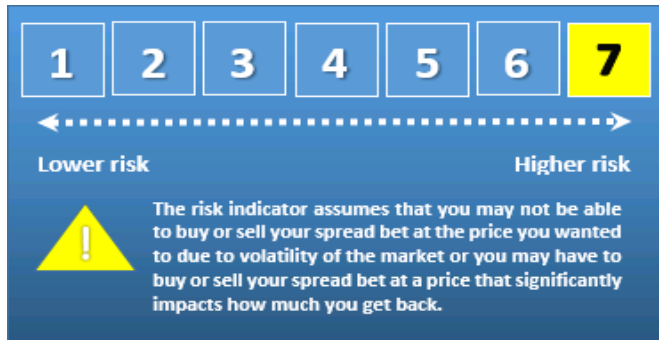 1 2 3 4 5 6 7
Lower risk Higher risk
! The risk indicator assumes that you may not be able
to buy or sell your spread bet at the price you wanted
to due to volatility of the market or you may have to
buy or sell your spread bet at a price that significantly
impacts how much you get back.